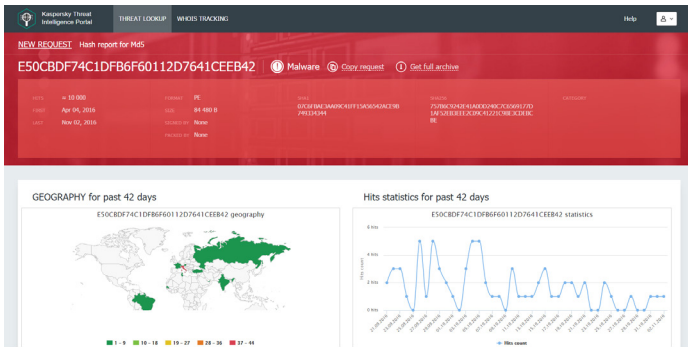 Kaspersky Threat
Intelligence Portal
THREAT LOOKUP
WHOIS TRACKING
Help
NEW REQUEST Hash report for Md5
E50CBDF74C1DFB6F60112D7641CEEB42
Malware
Copy request
Get full archive
HITS ≈ 10 000
FIRST Apr 04, 2016
LAST Nov 02, 2016
FORMAT PE
SIZE 84 480 B
SIGNED BY None
PACKED BY None
CATEGORY
GEOGRAPHY for past 42 days
E50CBDF74C1DFB6F60112D7641CEEB42 geography
1 - 9
10 - 18
19 - 27
28 - 36
37 - 44
Hits statistics for past 42 days
E50CBDF74C1DFB6F60112D7641CEEB42 statistics
Hits count
6 Hits
4 Hits
2 Hits
0 Hits
Hits count